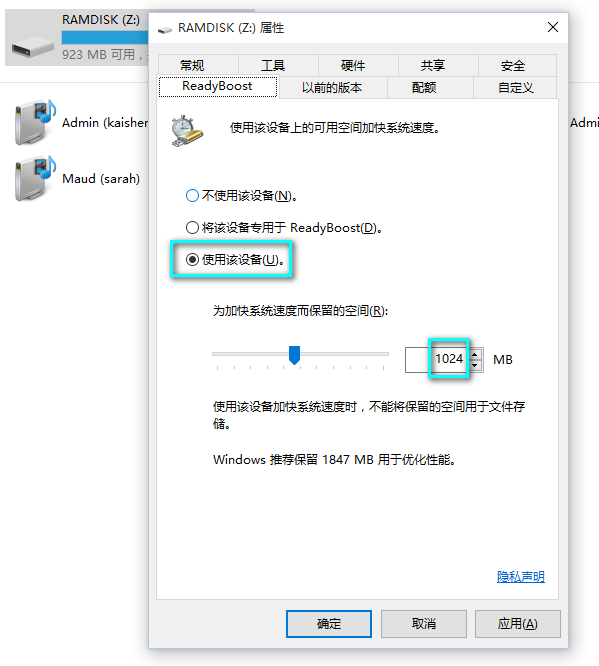 RAMDISK (Z:)
923 MB 可用，
Admin (kaisher
Maud (sarah)
Admi
RAMDISK (Z:) 属性
常规 工具 硬件 共享 安全
ReadyBoost 以前的版本 配额 自定义
使用该设备上的可用空间加快系统速度。
不使用该设备(N)。
将该设备专用于 ReadyBoost(D)。
使用该设备(U)。
为加快系统速度而保留的空间(R):
1024 MB
使用该设备加快系统速度时，不能将保留的空间用于文件存
储。
Windows 推荐保留 1847 MB 用于优化性能。
隐私声明
确定 取消 应用(A)